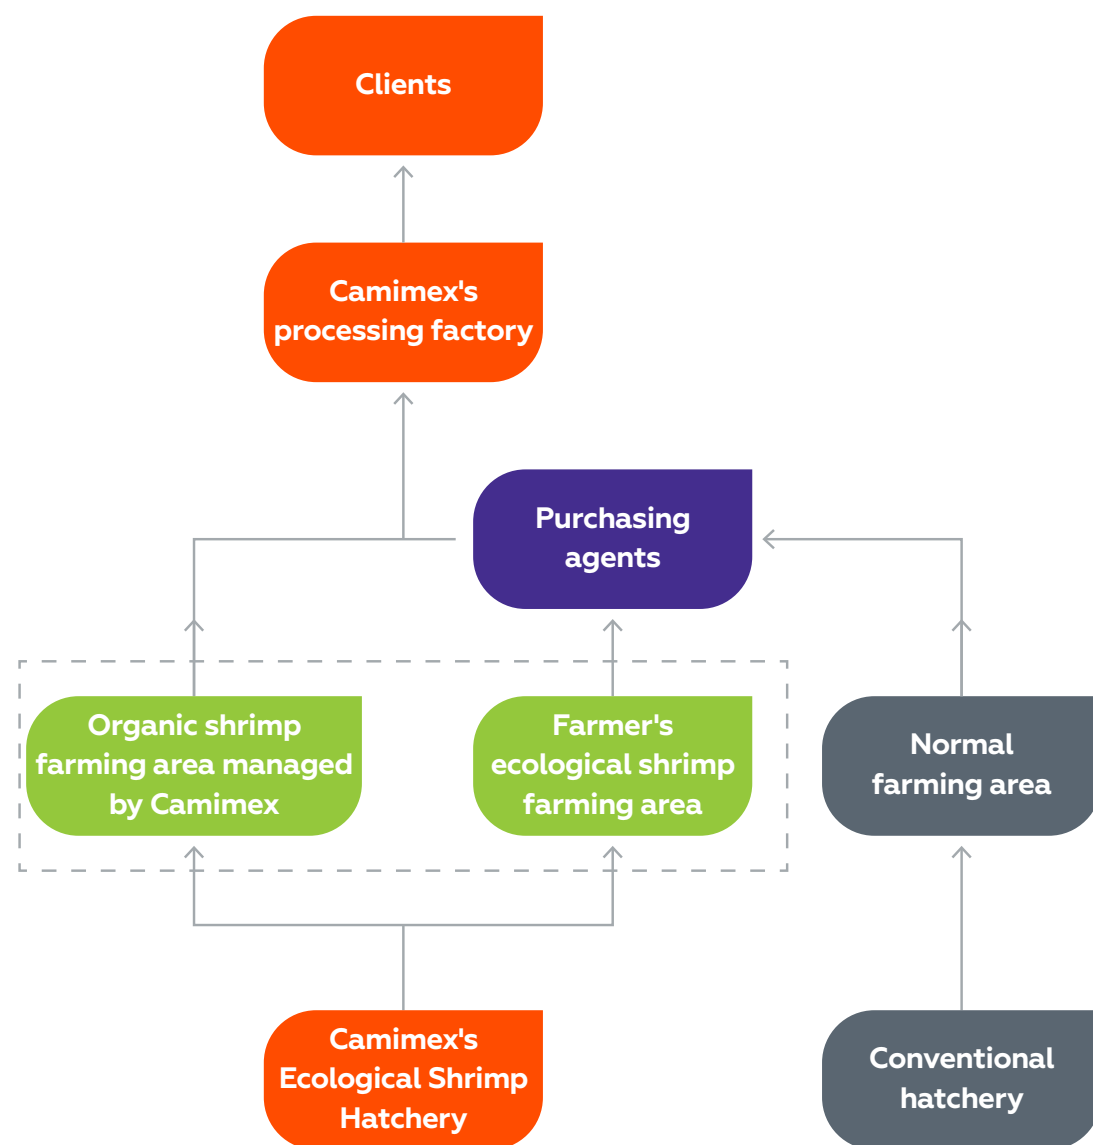 Clients
Camimex's
processing factory
Purchasing
agents
Organic shrimp
farming area managed
by Camimex
Farmer's
ecological shrimp
farming area
Normal
farming area
Camimex's
Ecological Shrimp
Hatchery
Conventional
hatchery